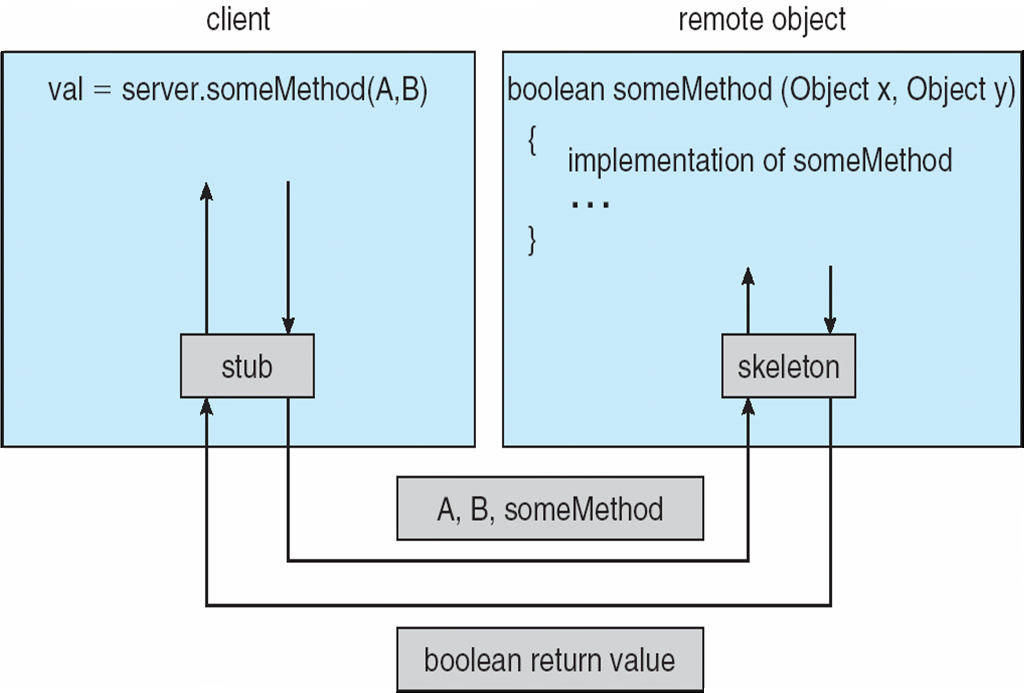 client
remote object
val = server.someMethod(A,B)
boolean someMethod (Object x, Object y)
{
implementation of someMethod
...
}
stub
skeleton
A, B, someMethod
boolean return value